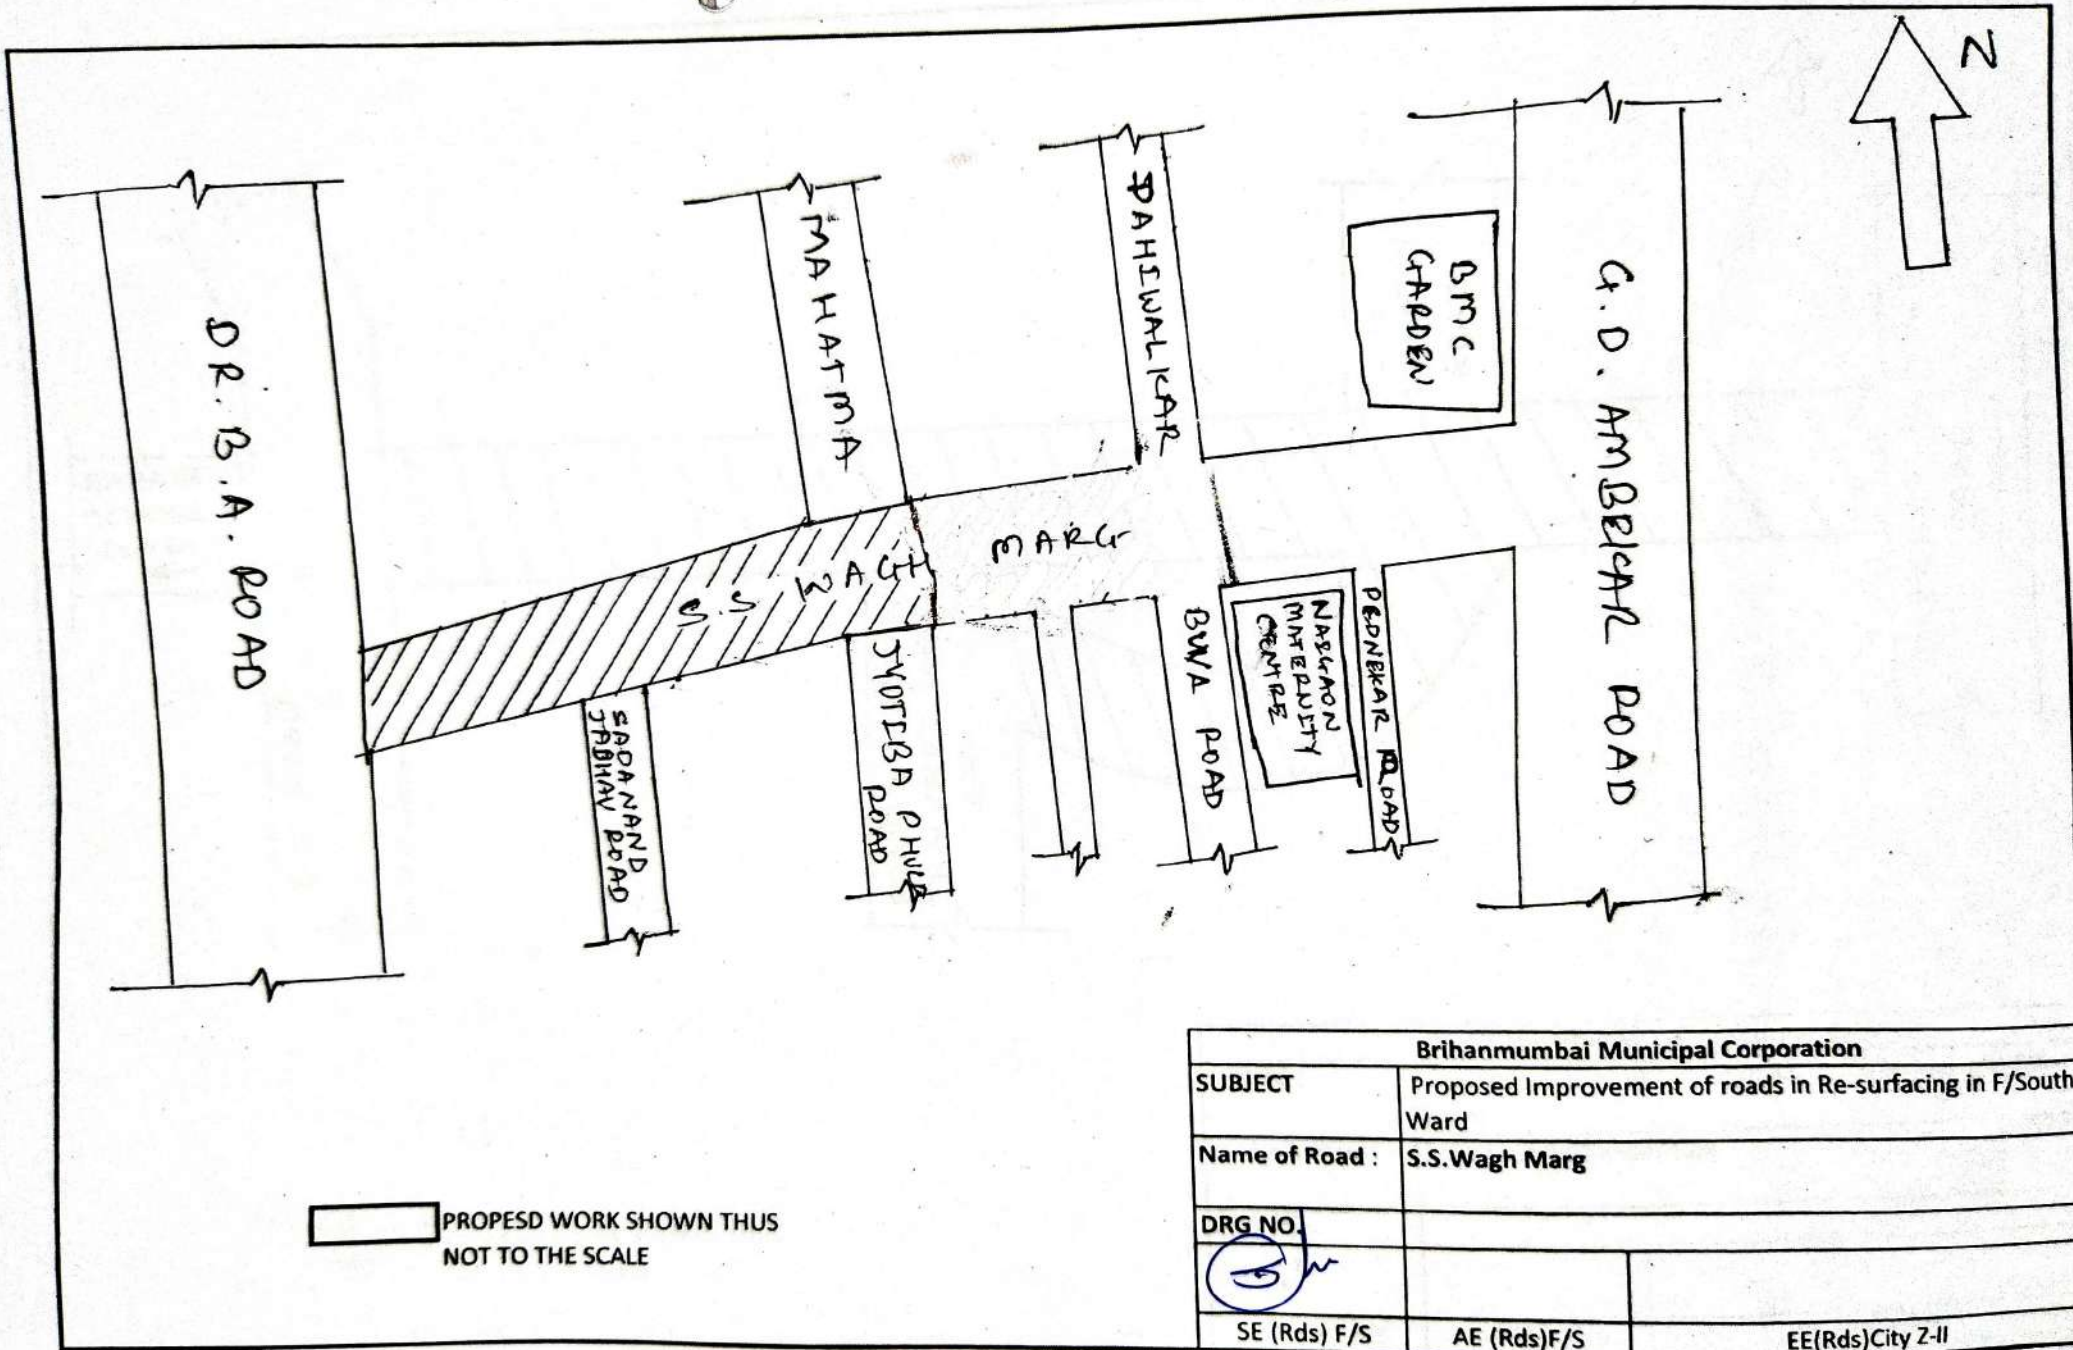 N
DR. B.A. ROAD
MAHATMA
DAHIWALKAR
BMC
GARDEN
G.D. AMBEKAR ROAD
S.S WAGH MARG
SADANAND
JADHAV ROAD
JYOTIBA PHULE
ROAD
BUVA ROAD
NAIGAON
MATERNITY
CENTRE
PEDNEKAR ROAD
PROPESD WORK SHOWN THUS
NOT TO THE SCALE
Brihanmumbai Municipal Corporation
SUBJECT Proposed Improvement of roads in Re-surfacing in F/South
Ward
Name of Road : S.S.Wagh Marg
DRG NO.
SE (Rds) F/S AE (Rds)F/S EE(Rds)City Z-II